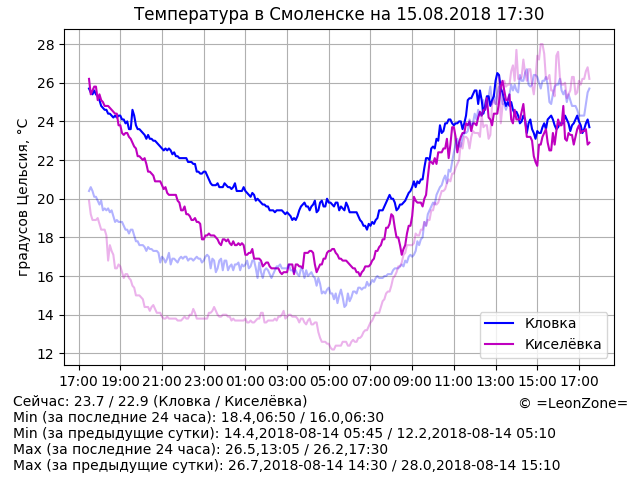 Температура в Смоленске на 15.08.2018 17:30
градусов Цельсия, °C
28
26
24
22
20
18
16
14
12
Кловка
Киселёвка
17:00 19:00 21:00 23:00 01:00 03:00 05:00 07:00 09:00 11:00 13:00 15:00 17:00
Сейчас: 23.7 / 22.9 (Кловка / Киселёвка)
© =LeonZone=
Min (за последние 24 часа): 18.4,06:50 / 16.0,06:30
Min (за предыдущие сутки): 14.4,2018-08-14 05:45 / 12.2,2018-08-14 05:10
Max (за последние 24 часа): 26.5,13:05 / 26.2,17:30
Max (за предыдущие сутки): 26.7,2018-08-14 14:30 / 28.0,2018-08-14 15:10